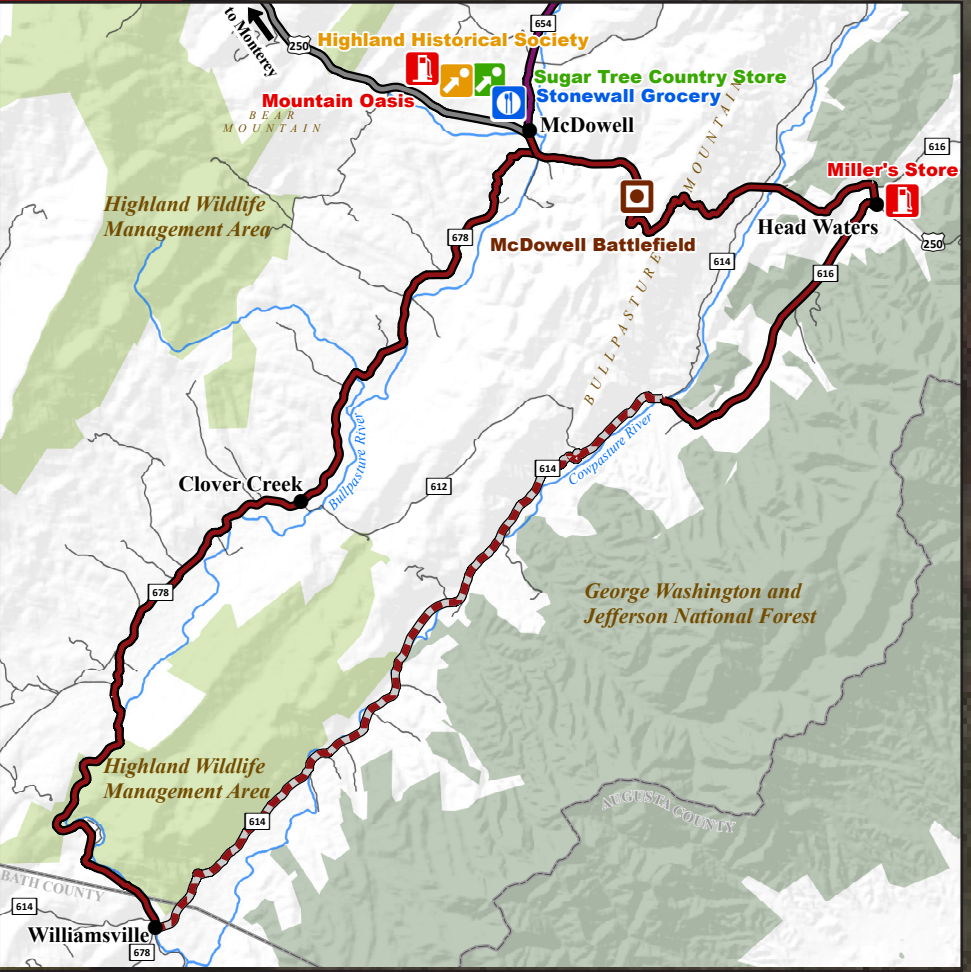 to Monterey
250
654
Highland Historical Society
Sugar Tree Country Store
Stonewall Grocery
Mountain Oasis
BEAR
MOUNTAIN
McDowell
616
Miller's Store
Highland Wildlife
Management Area
678
McDowell Battlefield
Head Waters
250
614
616
BULLPASTURE MOUNTAIN
Bullpasture River
Cowpasture River
614
Clover Creek
612
678
George Washington and
Jefferson National Forest
Highland Wildlife
Management Area
614
AUGUSTA COUNTY
BATH COUNTY
614
Williamsville
678